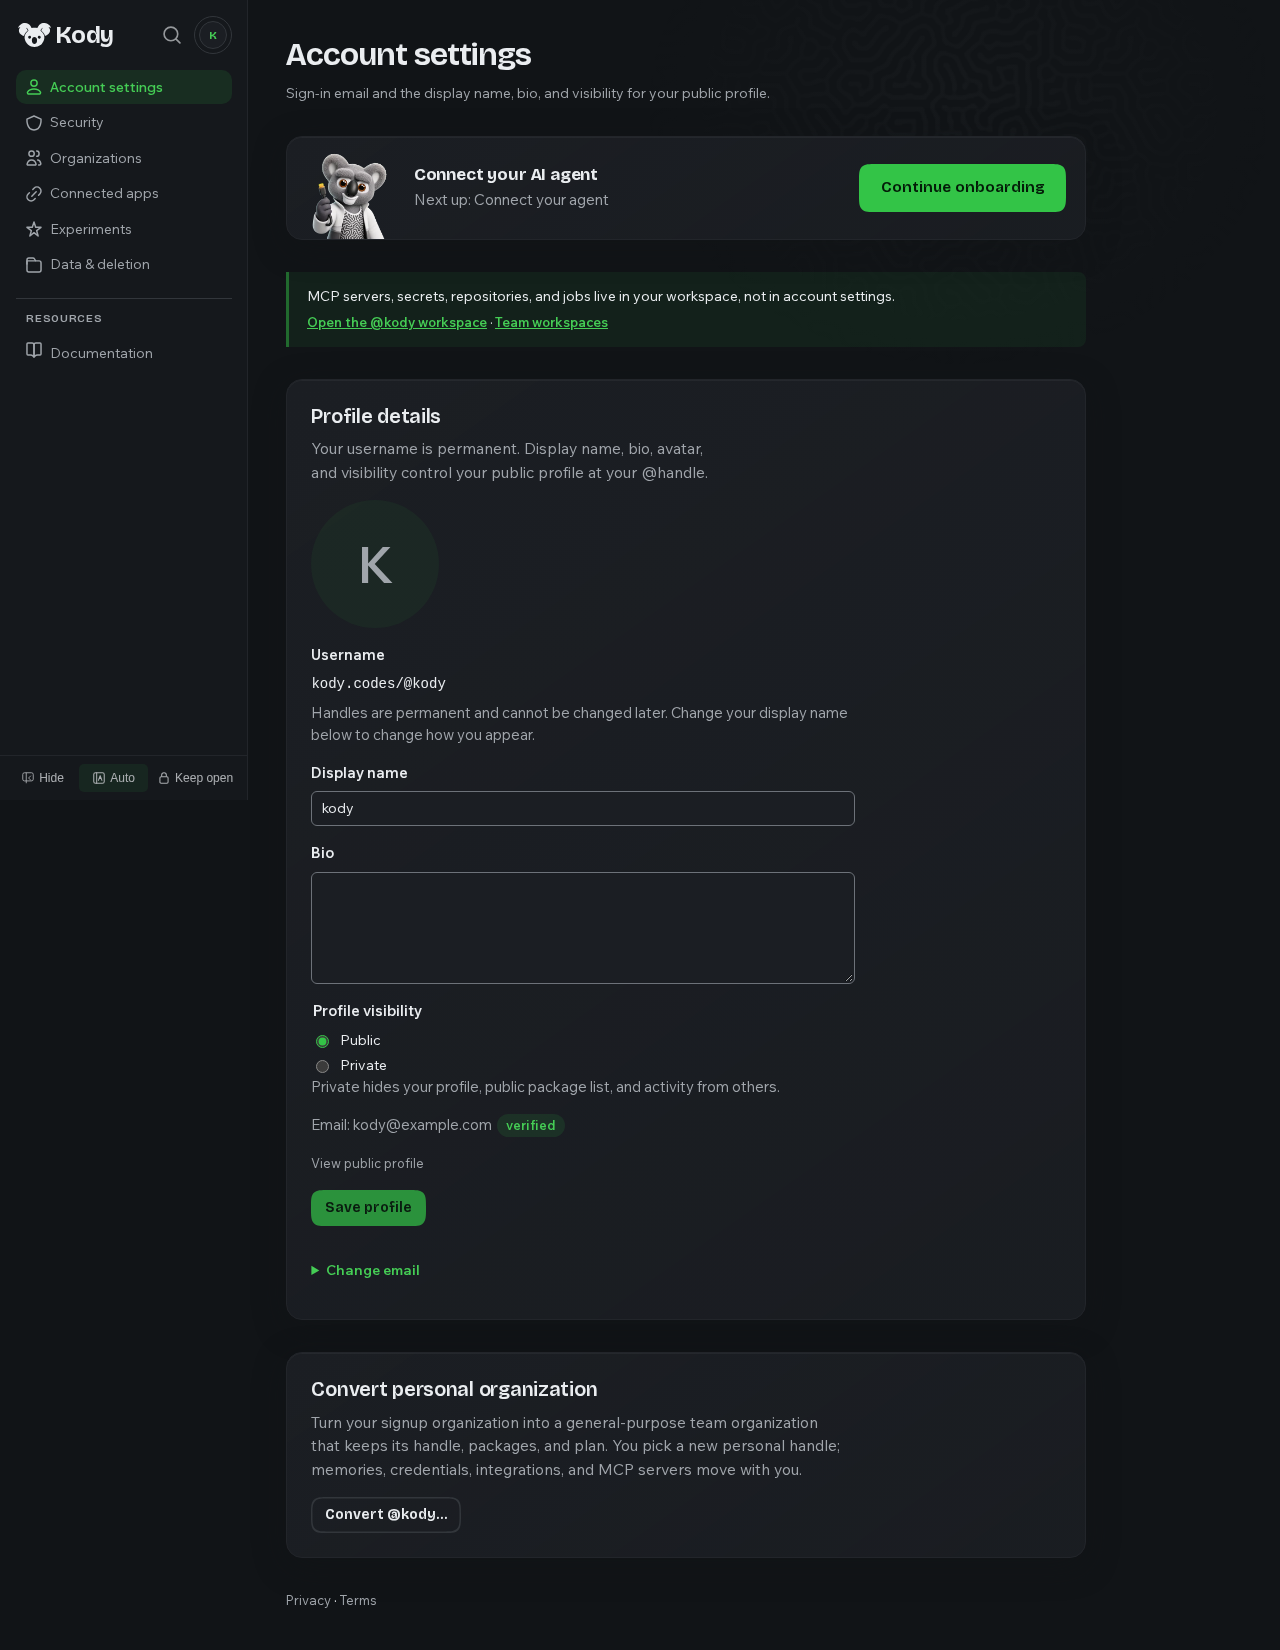 Kody
K
Account settings
Security
Organizations
Connected apps
Experiments
Data & deletion
RESOURCES
Documentation
Hide
Auto
Keep open
Account settings
Sign-in email and the display name, bio, and visibility for your public profile.
Connect your AI agent
Next up: Connect your agent
Continue onboarding
MCP servers, secrets, repositories, and jobs live in your workspace, not in account settings.
Open the @kody workspace · Team workspaces
Profile details
Your username is permanent. Display name, bio, avatar,
and visibility control your public profile at your @handle.
K
Username
kody.codes/@kody
Handles are permanent and cannot be changed later. Change your display name
below to change how you appear.
Display name
kody
Bio
Profile visibility
Public
Private
Private hides your profile, public package list, and activity from others.
Email: kody@example.com verified
View public profile
Save profile
Change email
Convert personal organization
Turn your signup organization into a general-purpose team organization
that keeps its handle, packages, and plan. You pick a new personal handle;
memories, credentials, integrations, and MCP servers move with you.
Convert @kody...
Privacy · Terms